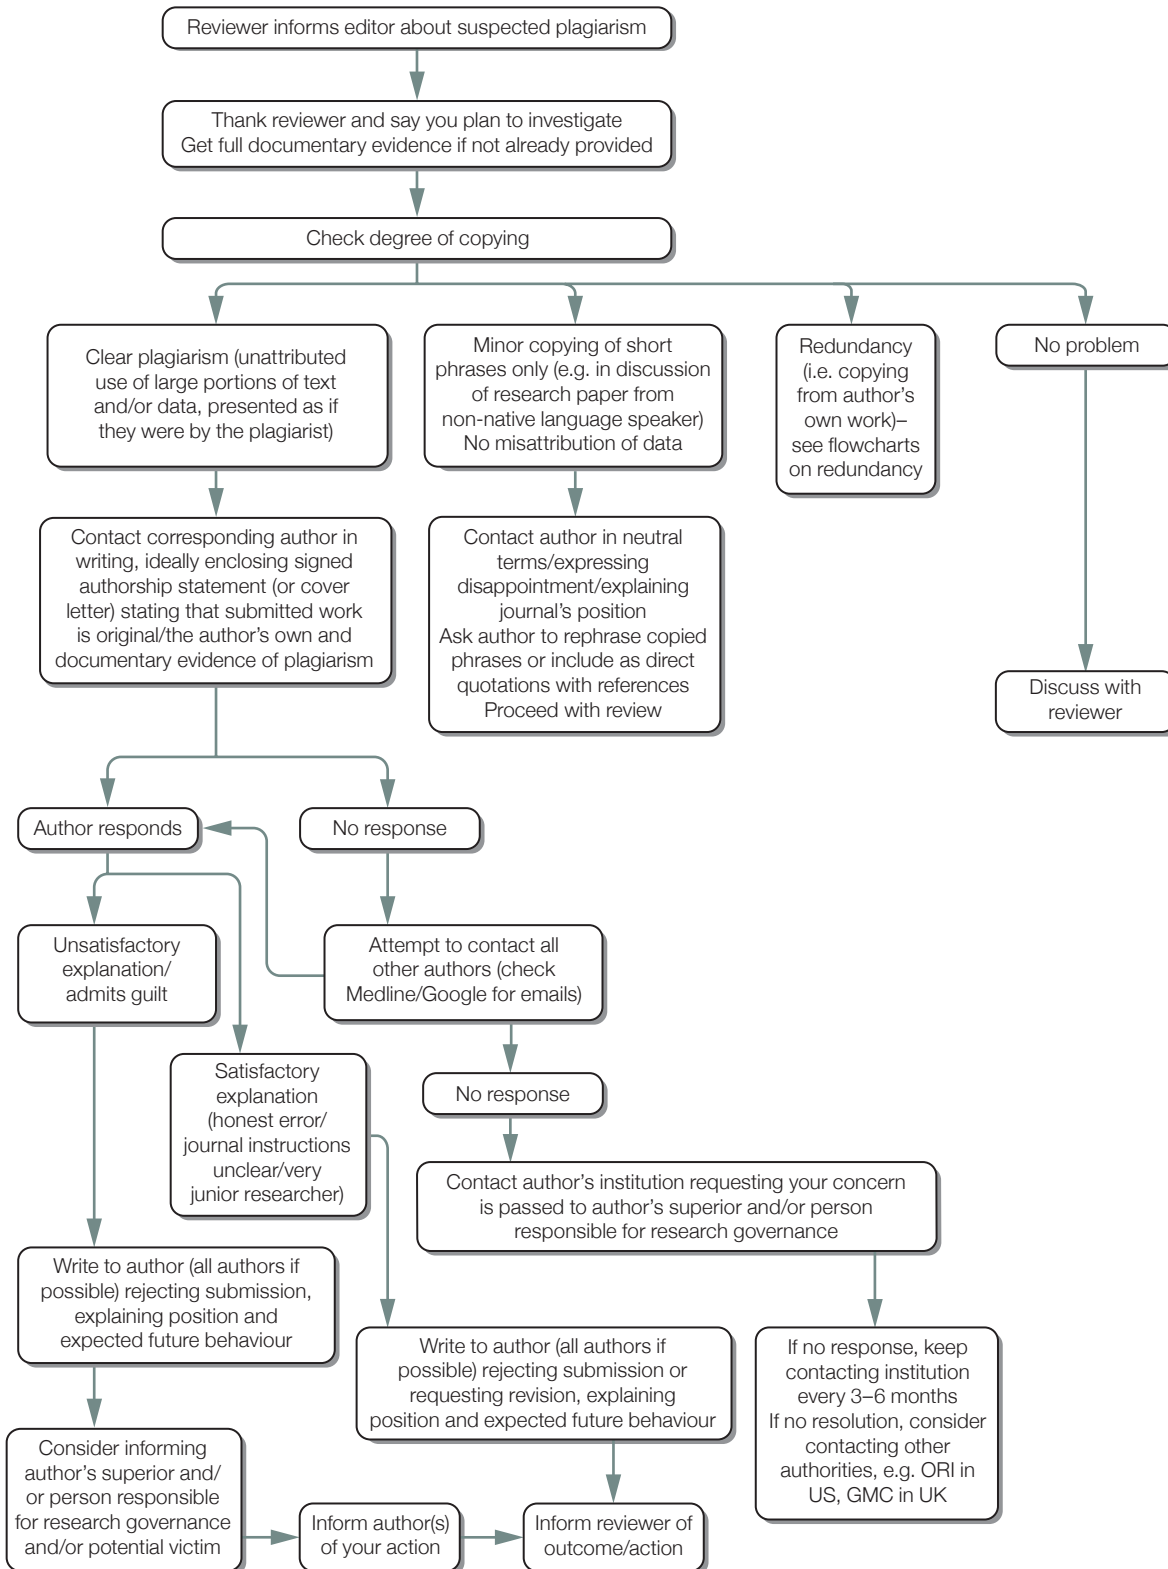 Reviewer informs editor about suspected plagiarism
Thank reviewer and say you plan to investigate
Get full documentary evidence if not already provided
Check degree of copying
Clear plagiarism (unattributed
use of large portions of text
and/or data, presented as if
they were by the plagiarist)
Minor copying of short
phrases only (e.g. in discussion
of research paper from
non-native language speaker)
No misattribution of data
Redundancy
(i.e. copying
from author's
own work)–
see flowcharts
on redundancy
No problem
Contact corresponding author in
writing, ideally enclosing signed
authorship statement (or cover
letter) stating that submitted work
is original/the author's own and
documentary evidence of plagiarism
Contact author in neutral
terms/expressing
disappointment/explaining
journal's position
Ask author to rephrase copied
phrases or include as direct
quotations with references
Proceed with review
Discuss with
reviewer
Author responds
No response
Unsatisfactory
explanation/
admits guilt
Attempt to contact all
other authors (check
Medline/Google for emails)
Satisfactory
explanation
(honest error/
journal instructions
unclear/very
junior researcher)
No response
Contact author's institution requesting your concern
is passed to author's superior and/or person
responsible for research governance
Write to author (all authors if
possible) rejecting submission,
explaining position and
expected future behaviour
Write to author (all authors if
possible) rejecting submission or
requesting revision, explaining
position and expected future behaviour
If no response, keep
contacting institution
every 3–6 months
If no resolution, consider
contacting other
authorities, e.g. ORI in
US, GMC in UK
Consider informing
author's superior and/
or person responsible
for research governance
and/or potential victim
Inform author(s)
of your action
Inform reviewer of
outcome/action